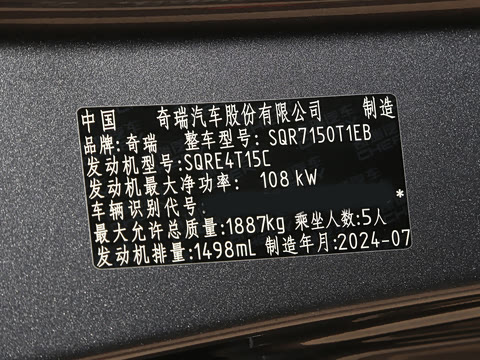 中国 奇瑞汽车股份有限公司 制造
品牌:奇瑞 整车型号: SQR7150T1EB
发动机型号:SQRE4T15C
发动机最大净功率: 108 kW
车辆识别代号: *
最大允许总质量:1887kg 乘坐人数:5人
发动机排量:1498mL 制造年月:2024-07